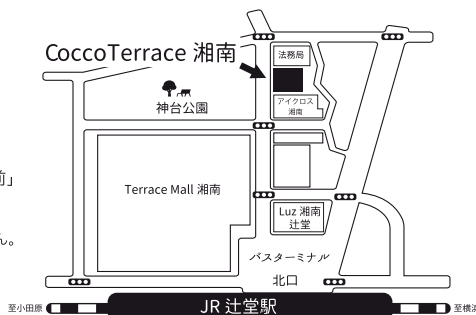 CoccoTerrace 湘南
法務局
アイクロス
湘南
神台公園
前」
Terrace Mall 湘南
Luz 湘南
辻堂
ん。
バスターミナル
北口
至小田原
JR 辻堂駅
至横浜